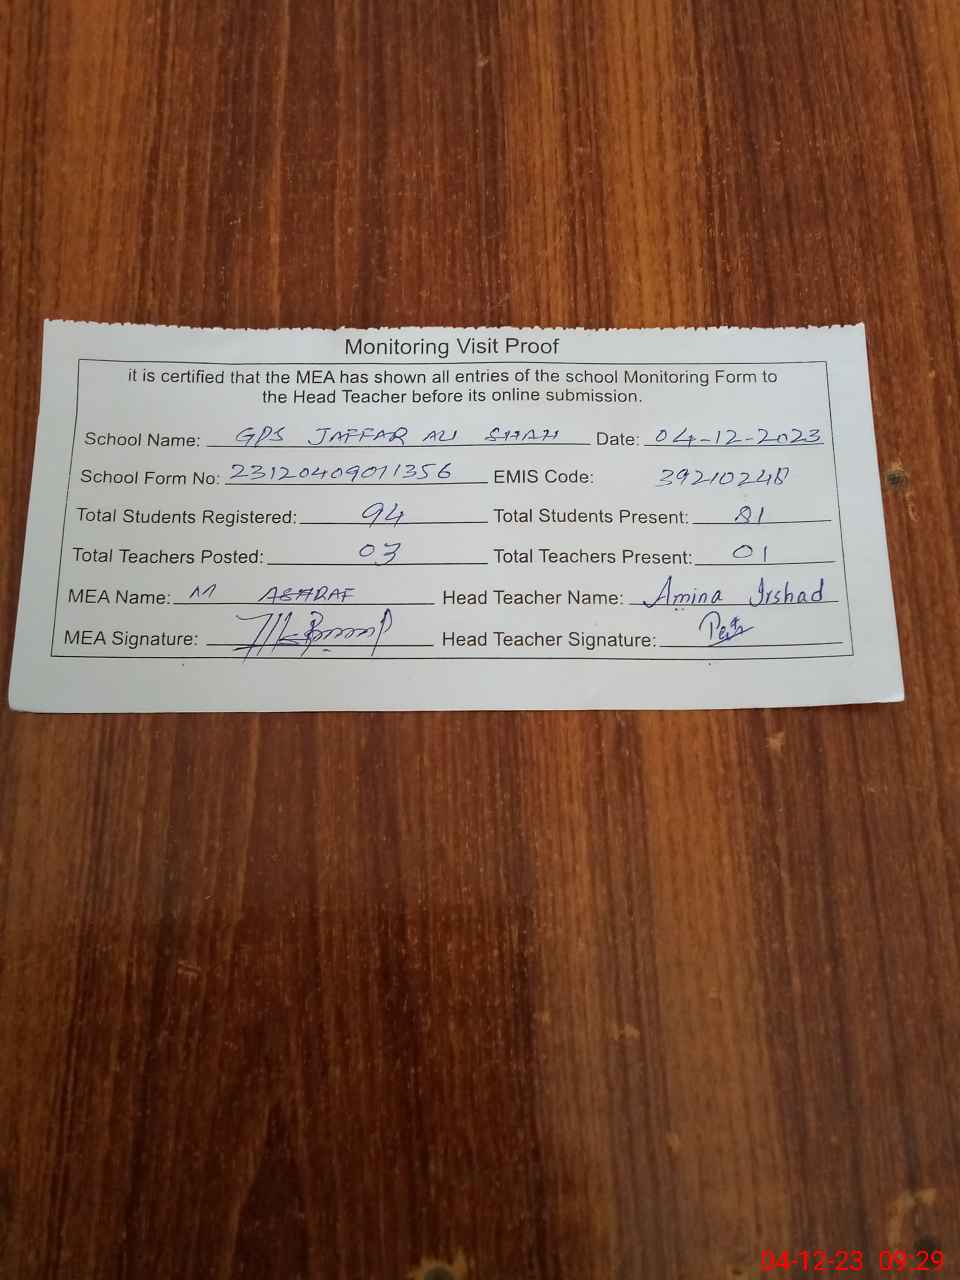 Monitoring Visit Proof
it is certified that the MEA has shown all entries of the school Monitoring Form to
the Head Teacher before its online submission.
School Name: GPS JAFFAR ALI SHAH Date: 04-12-2023
School Form No: 23120409011356 EMIS Code: 39210248
Total Students Registered: 94 Total Students Present: 81
Total Teachers Posted: 03 Total Teachers Present: 01
MEA Name: M ASHRAF Head Teacher Name: Amina Irshad
MEA Signature: Head Teacher Signature:
04-12-23 09:29